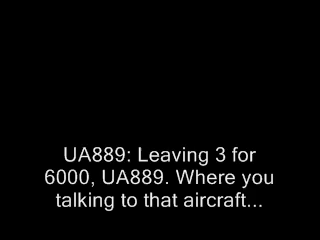 UA889: Leaving 3 for
6000, UA889. Where you
talking to that aircraft...